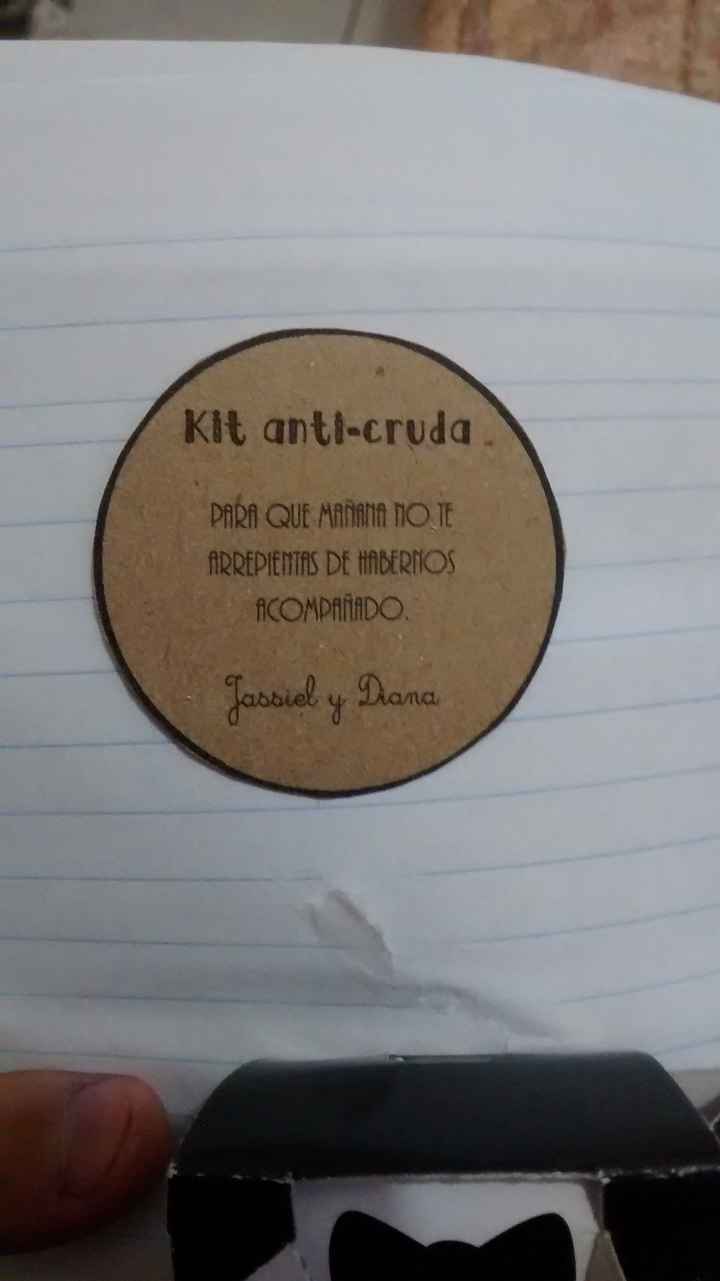 Kit anti-cruda
PARA QUE MAÑANA NO TE
ARREPIENTAS DE HABERNOS
ACOMPAÑADO.
Jassiel y Diana